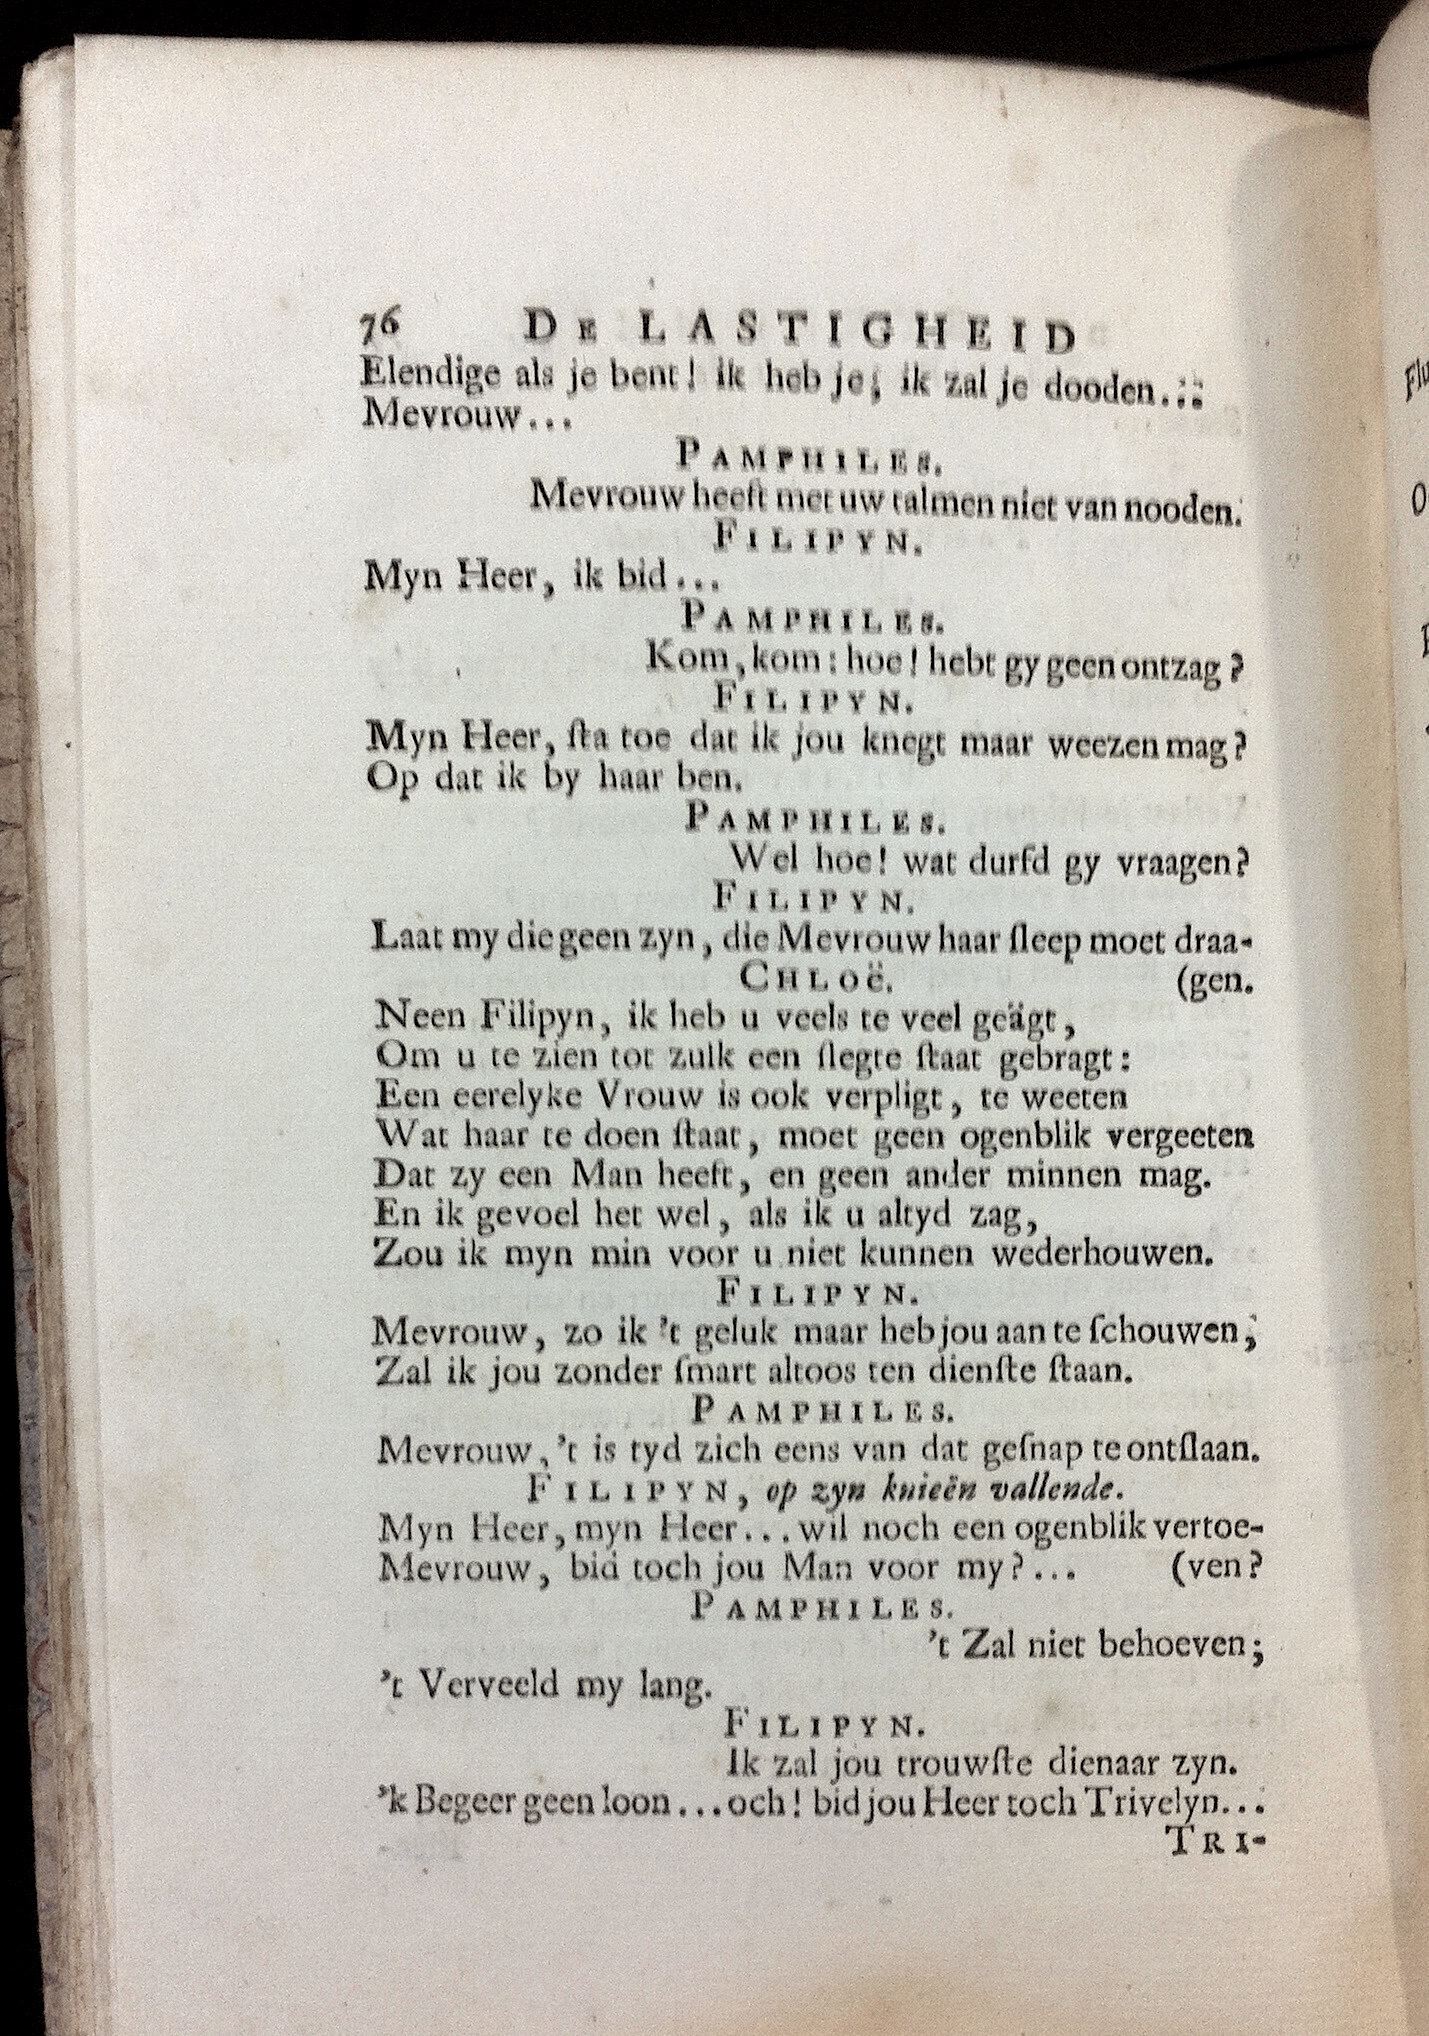 76 De LASTIGHEID
Elendige als je bent! ik heb je; ik zal je dooden...
Mevrouw...
PAMPHILES.
Mevrouw heeft met uw talmen niet van nooden.
FILIPYN.
Myn Heer, ik bid...
PAMPHILES.
Kom, kom: hoe! hebt gy geen ontzag?
FILIPYN.
Myn Heer, ſta toe dat ik jou knegt maar weezen mag?
Op dat ik by haar ben.
PAMPHILES.
Wel hoe! wat durfd gy vraagen?
FILIPYN.
Laat my die geen zyn, die Mevrouw haar ſleep moet draa-
CHLOË. (gen.
Neen Filipyn, ik heb u veels te veel geägt,
Om u te zien tot zulk een ſlegte ſtaat gebragt:
Een eerelyke Vrouw is ook verpligt, te weeten
Wat haar te doen ſtaat, moet geen ogenblik vergeeten
Dat zy een Man heeft, en geen ander minnen mag.
En ik gevoel het wel, als ik u altyd zag,
Zou ik myn min voor u niet kunnen wederhouwen.
FILIPYN.
Mevrouw, zo ik 't geluk maar heb jou aan te ſchouwen,
Zal ik jou zonder ſmart altoos ten dienſte ſtaan.
PAMPHILES.
Mevrouw, 't is tyd zich eens van dat geſnap te ontſlaan.
FILIPYN, op zyn knieën vallende.
Myn Heer, myn Heer... wil noch een ogenblik vertoe-
Mevrouw, bid toch jou Man voor my?... (ven?
PAMPHILES.
't Zal niet behoeven;
't Verveeld my lang.
FILIPYN.
Ik zal jou trouwſte dienaar zyn.
'k Begeer geen loon... och! bid jou Heer toch Trivelyn...
TRI-